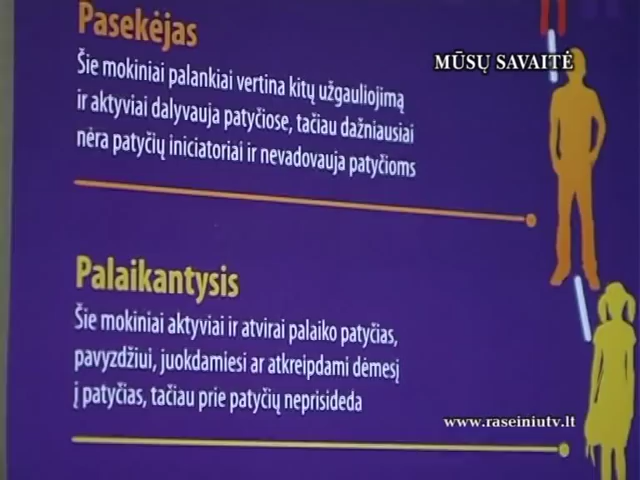 Pasekėjas
MŪSŲ SAVAITĖ
Šie mokiniai palankiai vertina kitų užgauliojimą
ir aktyviai dalyvauja patyčiose, tačiau dažniausiai
nėra patyčių iniciatoriai ir nevadovauja patyčioms
Palaikantysis
Šie mokiniai aktyviai ir atvirai palaiko patyčias,
pavyzdžiui, juokdamiesi ar atkreipdami dėmesį
į patyčias, tačiau prie patyčių neprisideda
www.raseiniutv.lt